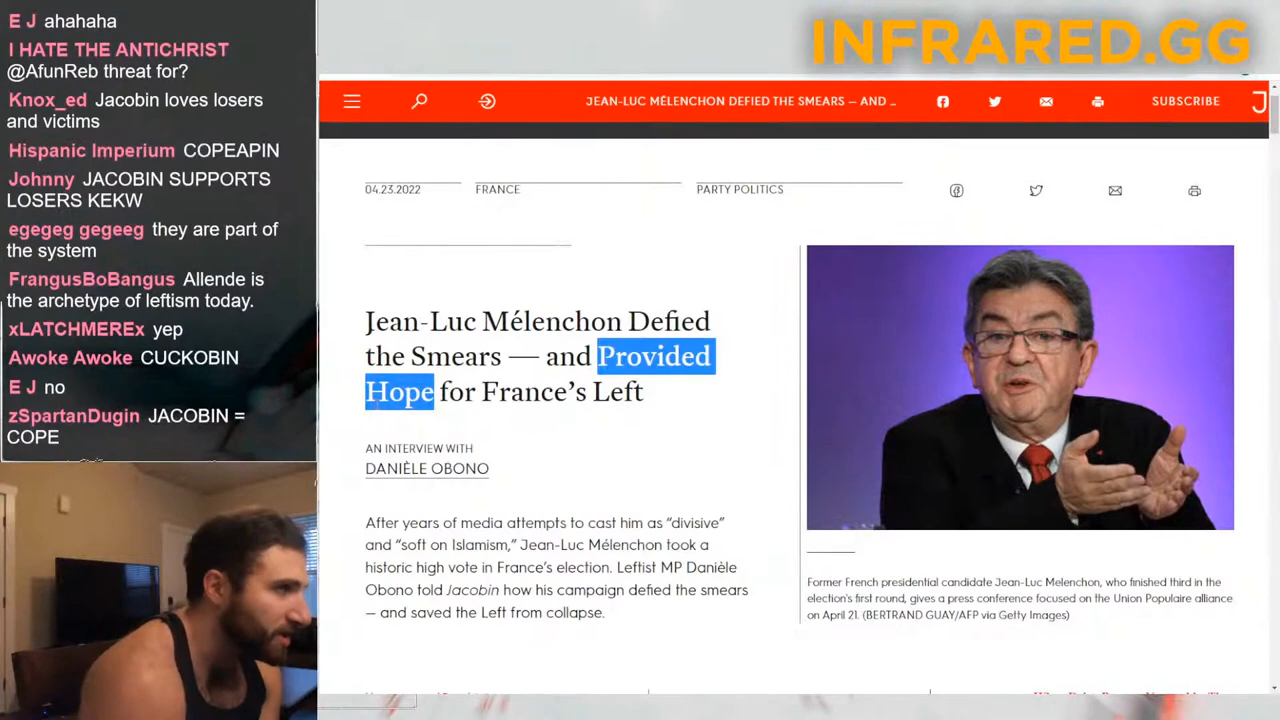 E J ahahaha
I HATE THE ANTICHRIST
@AfunReb threat for?
Knox_ed Jacobin loves losers
and victims
Hispanic Imperium COPEAPIN
Johnny JACOBIN SUPPORTS
LOSERS KEKW
egegeg gegeeg they are part of
the system
FrangusBoBangus Allende is
the archetype of leftism today.
xLATCHMEREx yep
Awoke Awoke CUCKOBIN
E J no
zSpartanDugin JACOBIN =
COPE
INFRARED.GG
JEAN-LUC MÉLENCHON DEFIED THE SMEARS — AND ...
SUBSCRIBE
J
04.23.2022
FRANCE
PARTY POLITICS
Jean-Luc Mélenchon Defied
the Smears — and Provided
Hope for France’s Left
AN INTERVIEW WITH
DANIÈLE OBONO
After years of media attempts to cast him as “divisive”
and “soft on Islamism,” Jean-Luc Mélenchon took a
historic high vote in France’s election. Leftist MP Danièle
Obono told Jacobin how his campaign defied the smears
— and saved the Left from collapse.
Former French presidential candidate Jean-Luc Melenchon, who finished third in the
election's first round, gives a press conference focused on the Union Populaire alliance
on April 21. (BERTRAND GUAY/AFP via Getty Images)